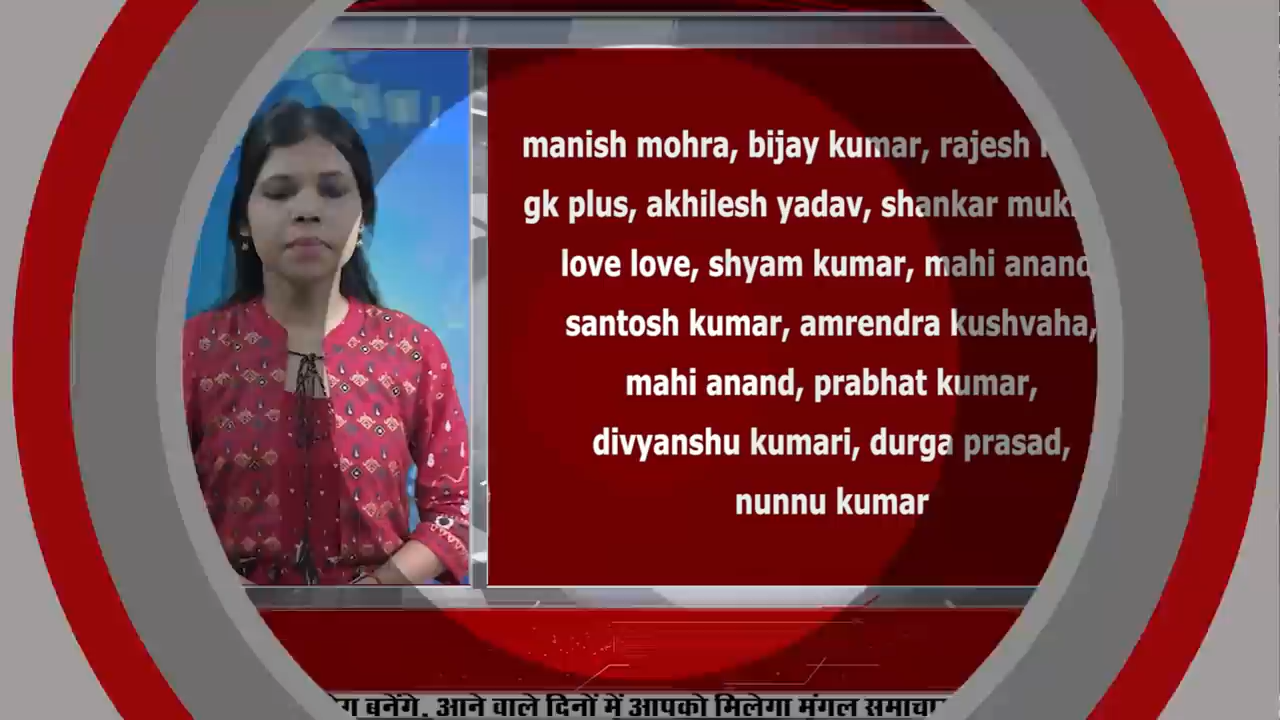 manish mohra, bijay kumar, rajesh
gk plus, akhilesh yadav, shankar
love love, shyam kumar, mahi anand
santosh kumar, amrendra kushvaha,
mahi anand, prabhat kumar,
divyanshu kumari, durga prasad,
nunnu kumar
बनेंगे, आने वाले दिनों में आपको मिलेगा मंगल